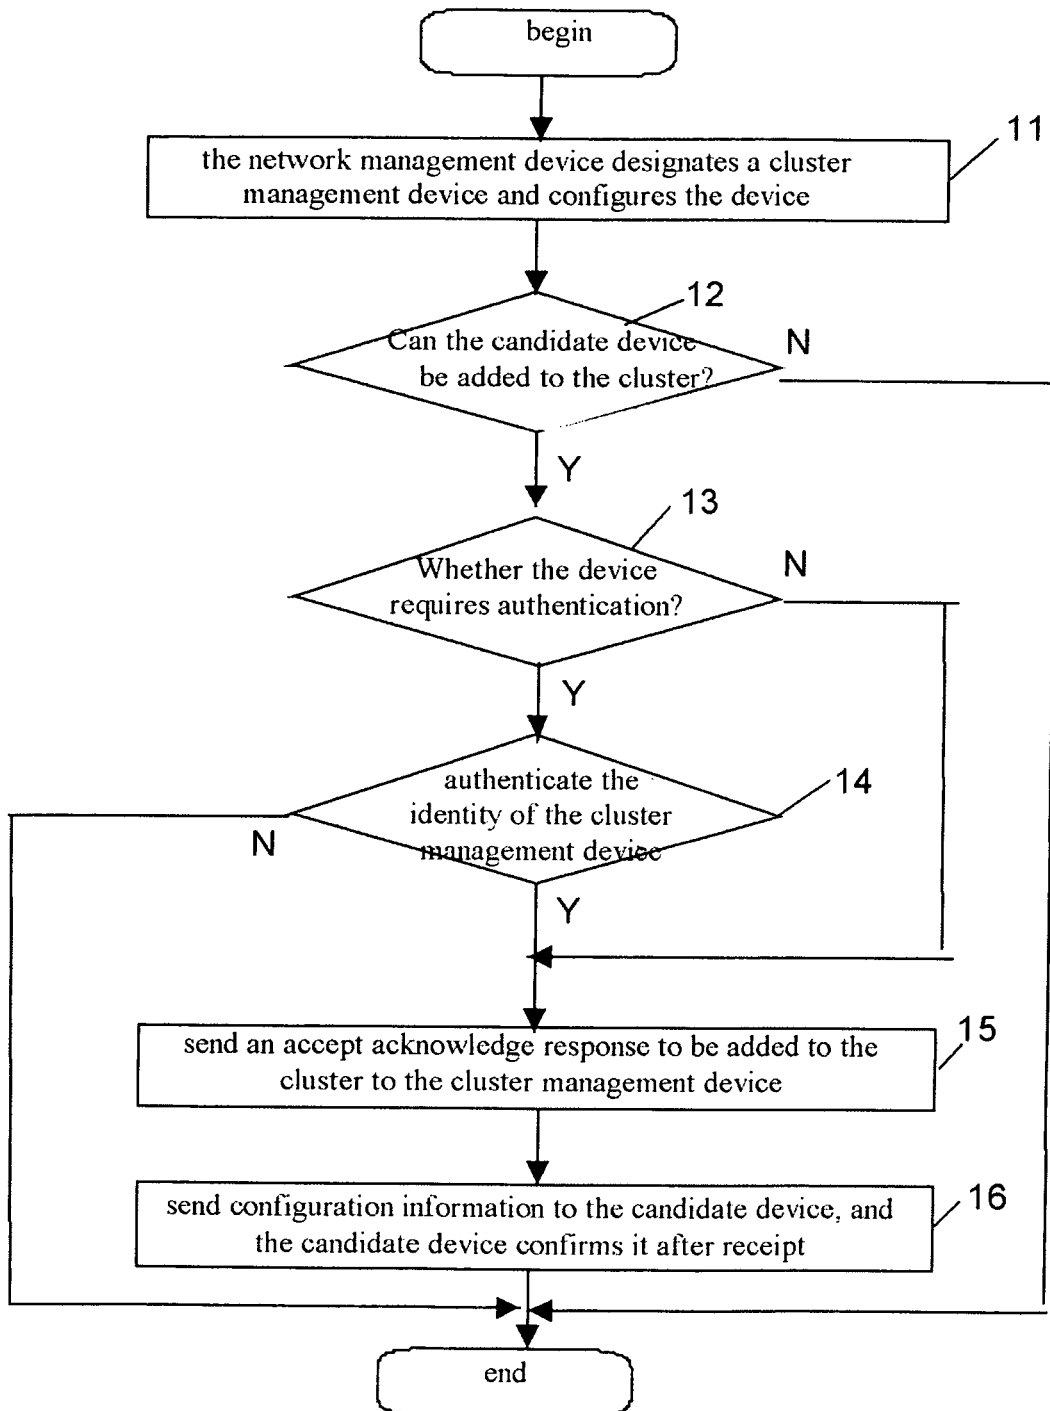 begin
11
the network management device designates a cluster
management device and configures the device
12
Can the candidate device
be added to the cluster?
N
Y
13
Whether the device
requires authentication?
N
Y
14
authenticate the
identity of the cluster
management device
N
Y
15
send an accept acknowledge response to be added to the
cluster to the cluster management device
16
send configuration information to the candidate device, and
the candidate device confirms it after receipt
end